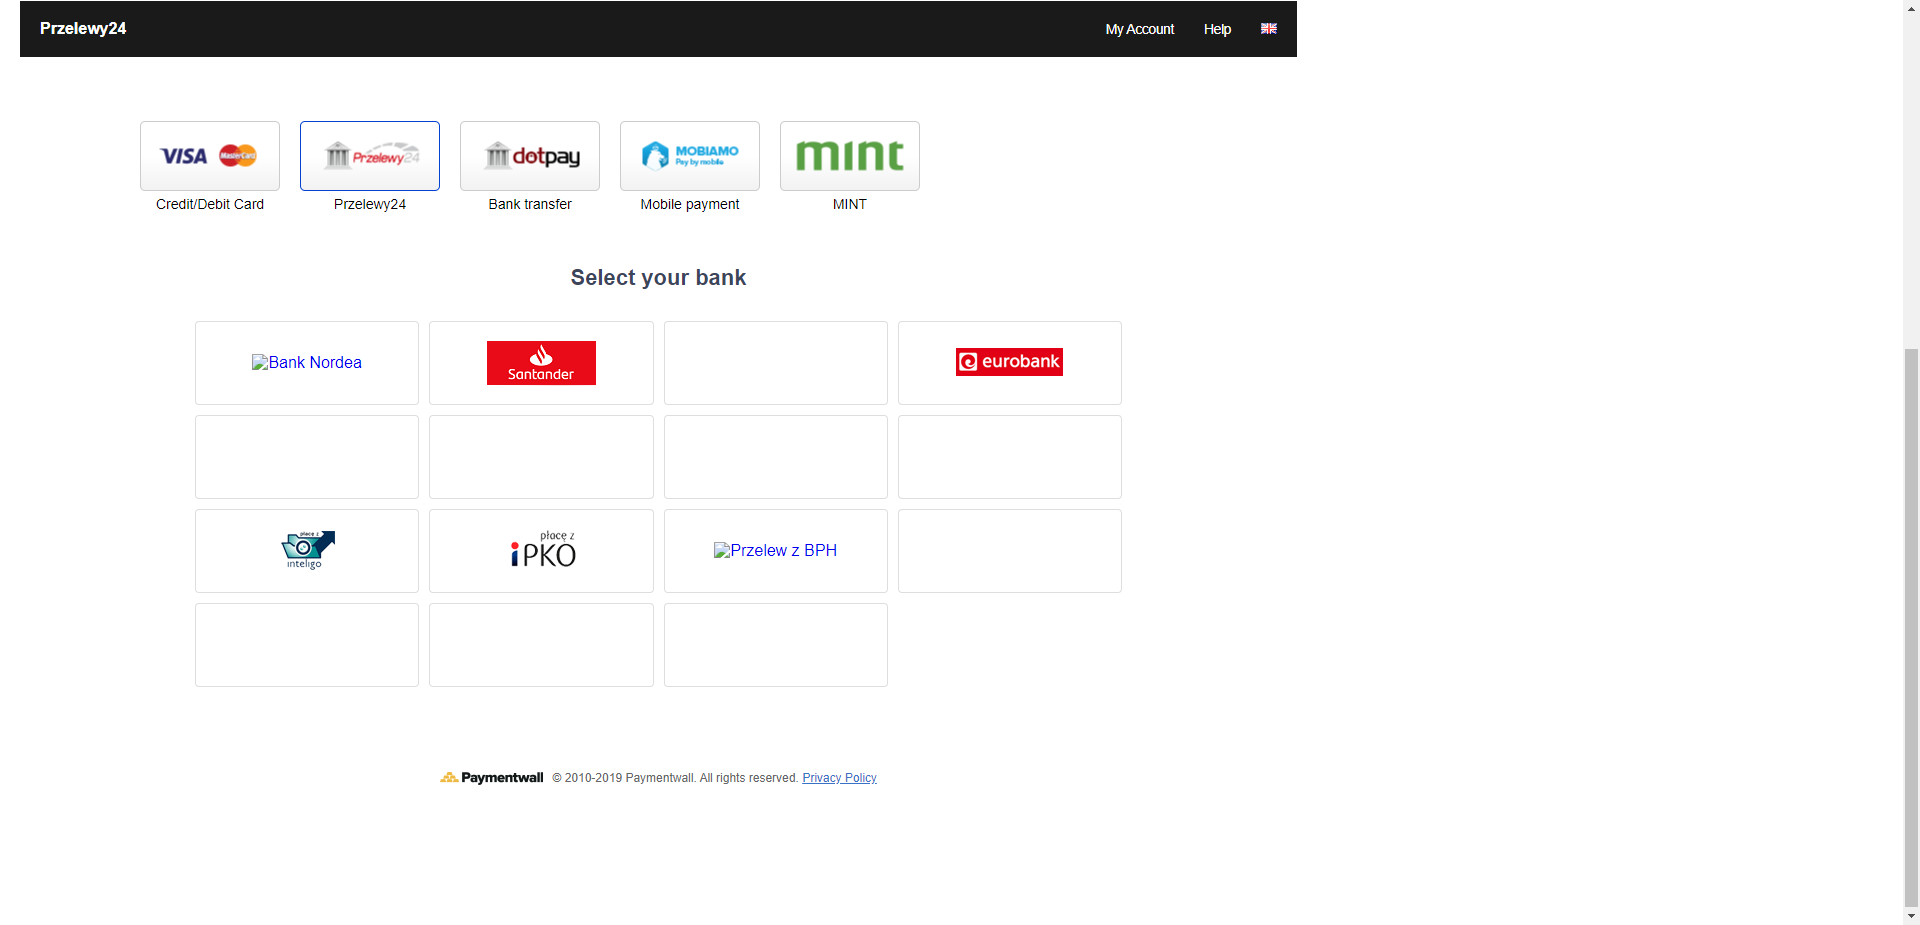 Przelewy24
My Account Help
VISA MasterCard
Przelewy24
dotpay
MOBIAMO
Pay by mobile
mint
Credit/Debit Card
Przelewy24
Bank transfer
Mobile payment
MINT
Select your bank
Bank Nordea
Santander
eurobank
płacę z
inteligo
płacę z
iPKO
Przelew z BPH
Paymentwall © 2010-2019 Paymentwall. All rights reserved. Privacy Policy